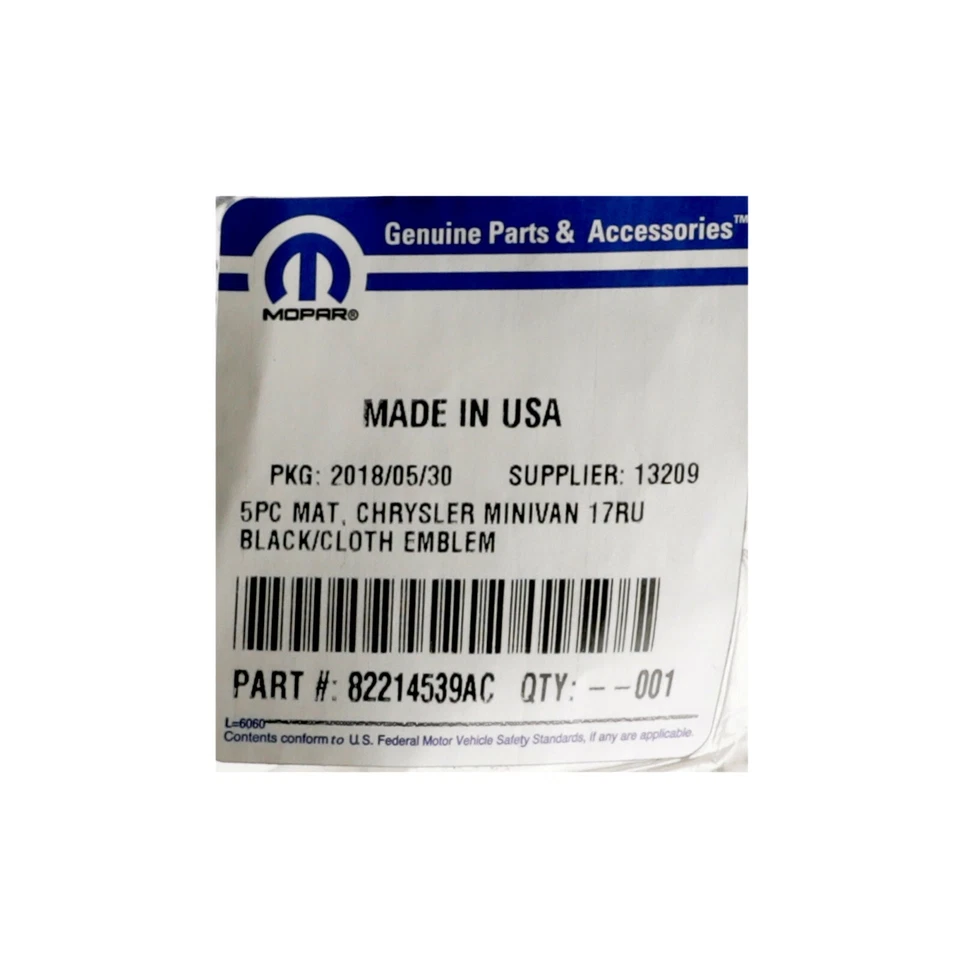 Genuine Parts & Accessories™
MOPAR®
MADE IN USA
PKG: 2018/05/30 SUPPLIER: 13209
5PC MAT, CHRYSLER MINIVAN 17RU
BLACK/CLOTH EMBLEM
PART #: 82214539AC QTY: --001
L=6060
Contents conform to U.S. Federal Motor Vehicle Safety Standards, if any are applicable.